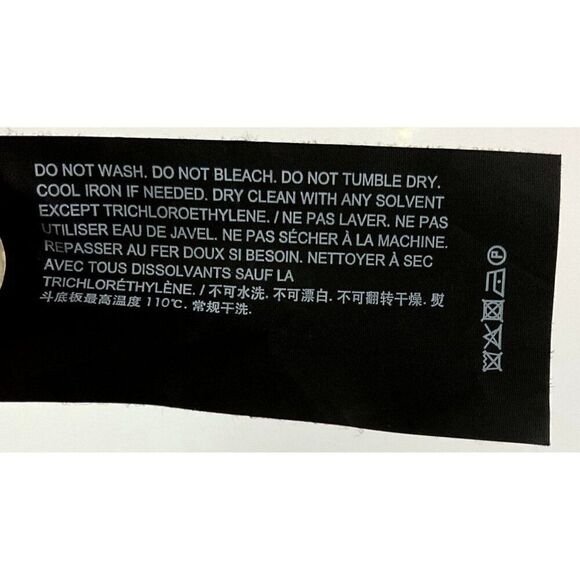 DO NOT WASH. DO NOT BLEACH. DO NOT TUMBLE DRY.
COOL IRON IF NEEDED. DRY CLEAN WITH ANY SOLVENT
EXCEPT TRICHLOROETHYLENE. / NE PAS LAVER. NE PAS
UTILISER EAU DE JAVEL. NE PAS SÉCHER À LA MACHINE.
REPASSER AU FER DOUX SI BESOIN. NETTOYER À SEC
AVEC TOUS DISSOLVANTS SAUF LA
TRICHLORÉTHYLÈNE. / 不可水洗. 不可漂白. 不可翻转干燥. 熨
斗底板最高温度 110℃. 常规干洗.
P